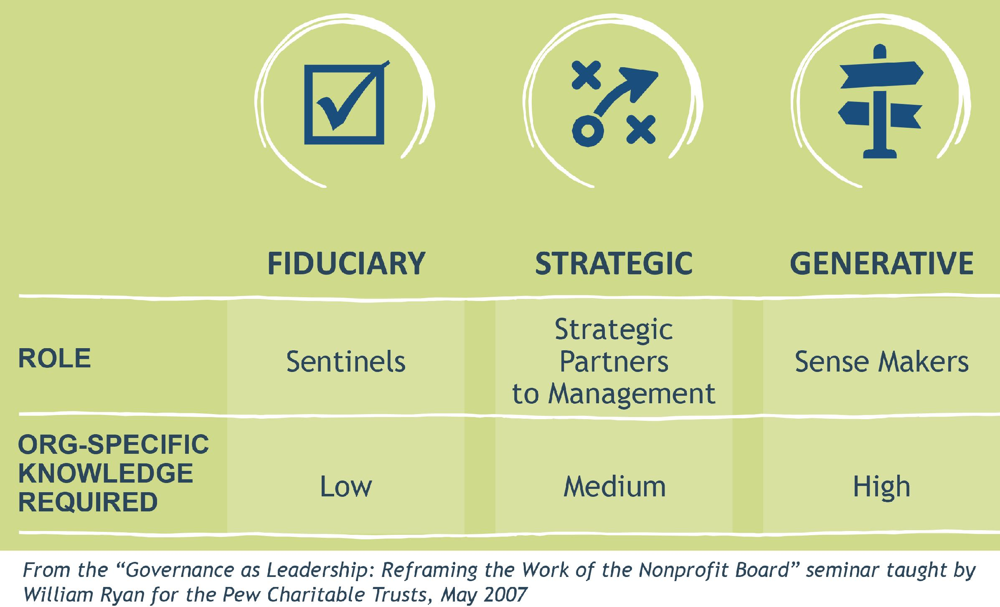 FIDUCIARY STRATEGIC GENERATIVE
ROLE
Sentinels
Strategic
Partners
to Management
Sense Makers
ORG-SPECIFIC
KNOWLEDGE
REQUIRED
Low
Medium
High
From the “Governance as Leadership: Reframing the Work of the Nonprofit Board” seminar taught by
William Ryan for the Pew Charitable Trusts, May 2007